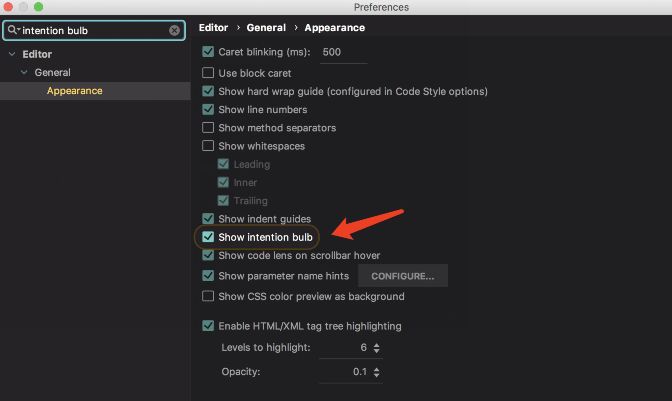 Preferences
intention bulb
Editor
General
Appearance
Editor › General › Appearance
Caret blinking (ms): 500
Use block caret
Show hard wrap guide (configured in Code Style options)
Show line numbers
Show method separators
Show whitespaces
Leading
Inner
Trailing
Show indent guides
Show intention bulb
Show code lens on scrollbar hover
Show parameter name hints CONFIGURE...
Show CSS color preview as background
Enable HTML/XML tag tree highlighting
Levels to highlight: 6
Opacity: 0.1